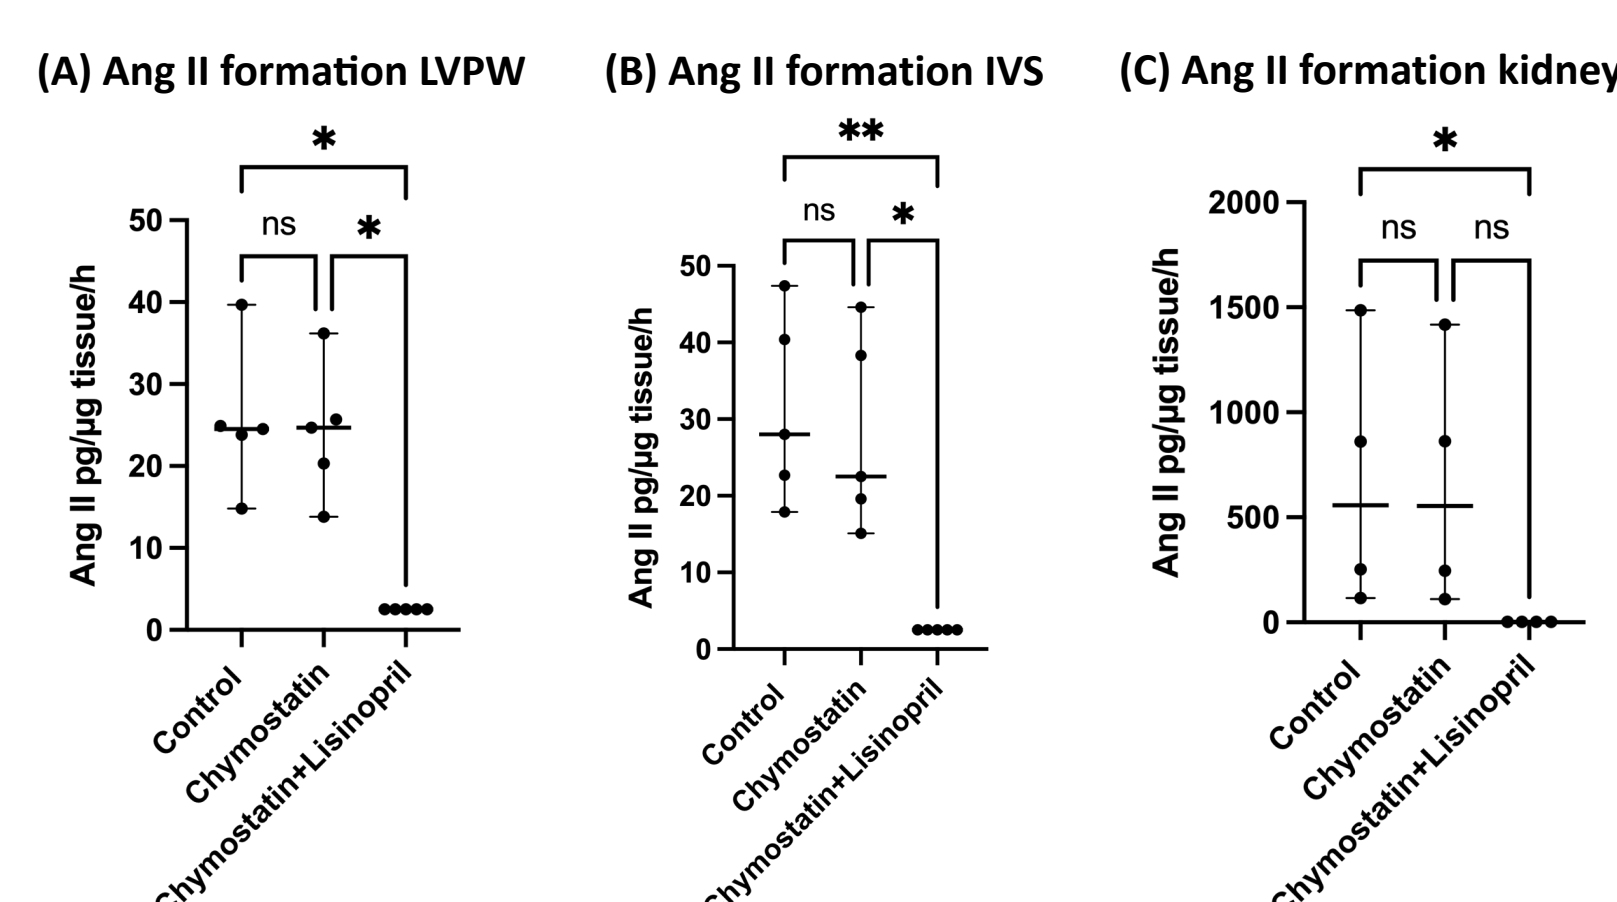 (A) Ang II formation LVPW
*
ns
*
50
40
30
20
10
0
Ang II pg/µg tissue/h
Control
Chymostatin
Chymostatin+Lisinopril
(B) Ang II formation IVS
**
ns
*
50
40
30
20
10
0
Ang II pg/µg tissue/h
Control
Chymostatin
Chymostatin+Lisinopril
(C) Ang II formation kidney
*
ns
ns
2000
1500
1000
500
0
Ang II pg/µg tissue/h
Control
Chymostatin
Chymostatin+Lisinopril